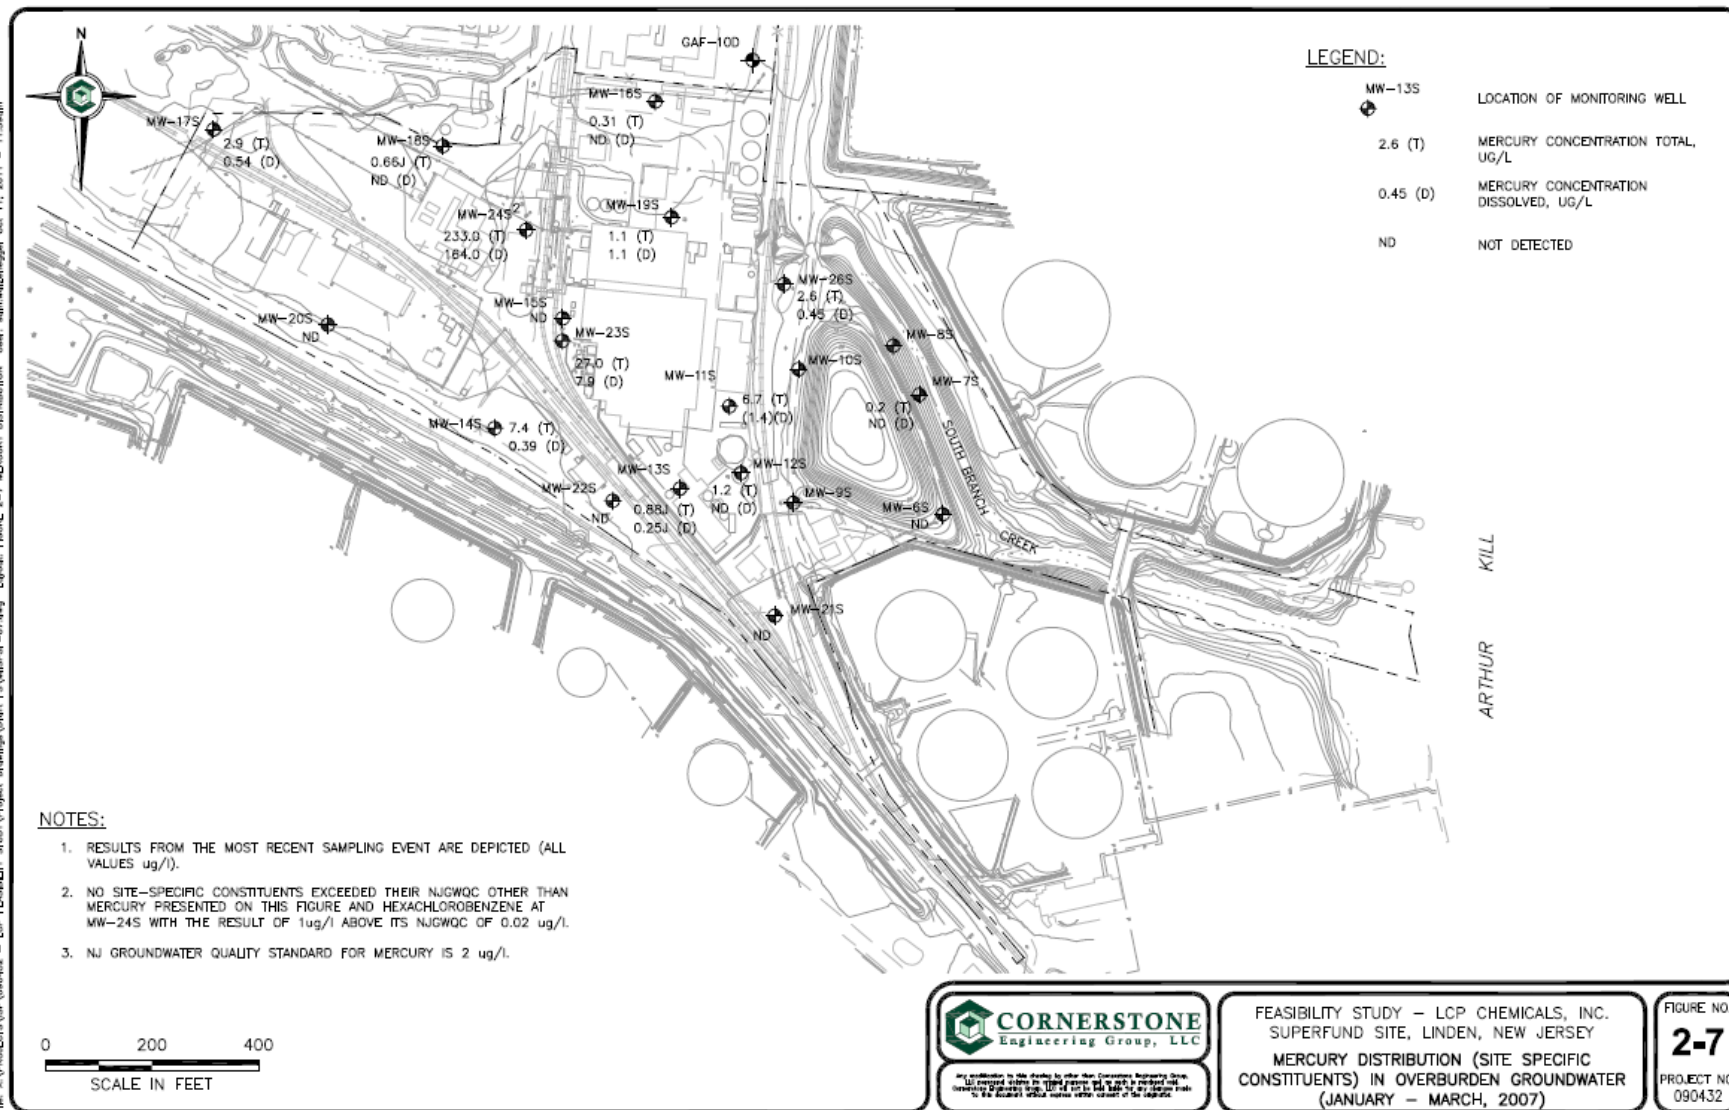 N
GAF-10D
MW-16S
0.31 (T)
ND (D)
MW-17S
2.9 (T)
0.54 (D)
MW-18S
0.66J (T)
ND (D)
MW-24S2
233.0 (T)
164.0 (D)
MW-19S
1.1 (T)
1.1 (D)
MW-26S
2.6 (T)
0.45 (D)
MW-15S
ND
MW-23S
27.0 (T)
7.9 (D)
MW-20S
ND
MW-8S
MW-10S
MW-7S
0.2 (T)
ND (D)
MW-11S
6.7 (T)
(1.4)(D)
MW-14S
7.4 (T)
0.39 (D)
MW-13S
0.88J (T)
0.25J (D)
MW-12S
1.2 (T)
ND (D)
MW-22S
ND
MW-9S
MW-6S
ND
SOUTH BRANCH
CREEK
MW-21S
ND
ARTHUR KILL
LEGEND:
MW-13S
LOCATION OF MONITORING WELL
2.6 (T)
MERCURY CONCENTRATION TOTAL,
UG/L
0.45 (D)
MERCURY CONCENTRATION
DISSOLVED, UG/L
ND
NOT DETECTED
NOTES:
1. RESULTS FROM THE MOST RECENT SAMPLING EVENT ARE DEPICTED (ALL
VALUES ug/l).
2. NO SITE-SPECIFIC CONSTITUENTS EXCEEDED THEIR NJGWQC OTHER THAN
MERCURY PRESENTED ON THIS FIGURE AND HEXACHLOROBENZENE AT
MW-24S WITH THE RESULT OF 1ug/l ABOVE ITS NJGWQC OF 0.02 ug/l.
3. NJ GROUNDWATER QUALITY STANDARD FOR MERCURY IS 2 ug/l.
0 200 400
SCALE IN FEET
CORNERSTONE
Engineering Group, LLC
FEASIBILITY STUDY - LCP CHEMICALS, INC.
SUPERFUND SITE, LINDEN, NEW JERSEY
MERCURY DISTRIBUTION (SITE SPECIFIC
CONSTITUENTS) IN OVERBURDEN GROUNDWATER
(JANUARY - MARCH, 2007)
FIGURE NO.
2-7
PROJECT NO
090432